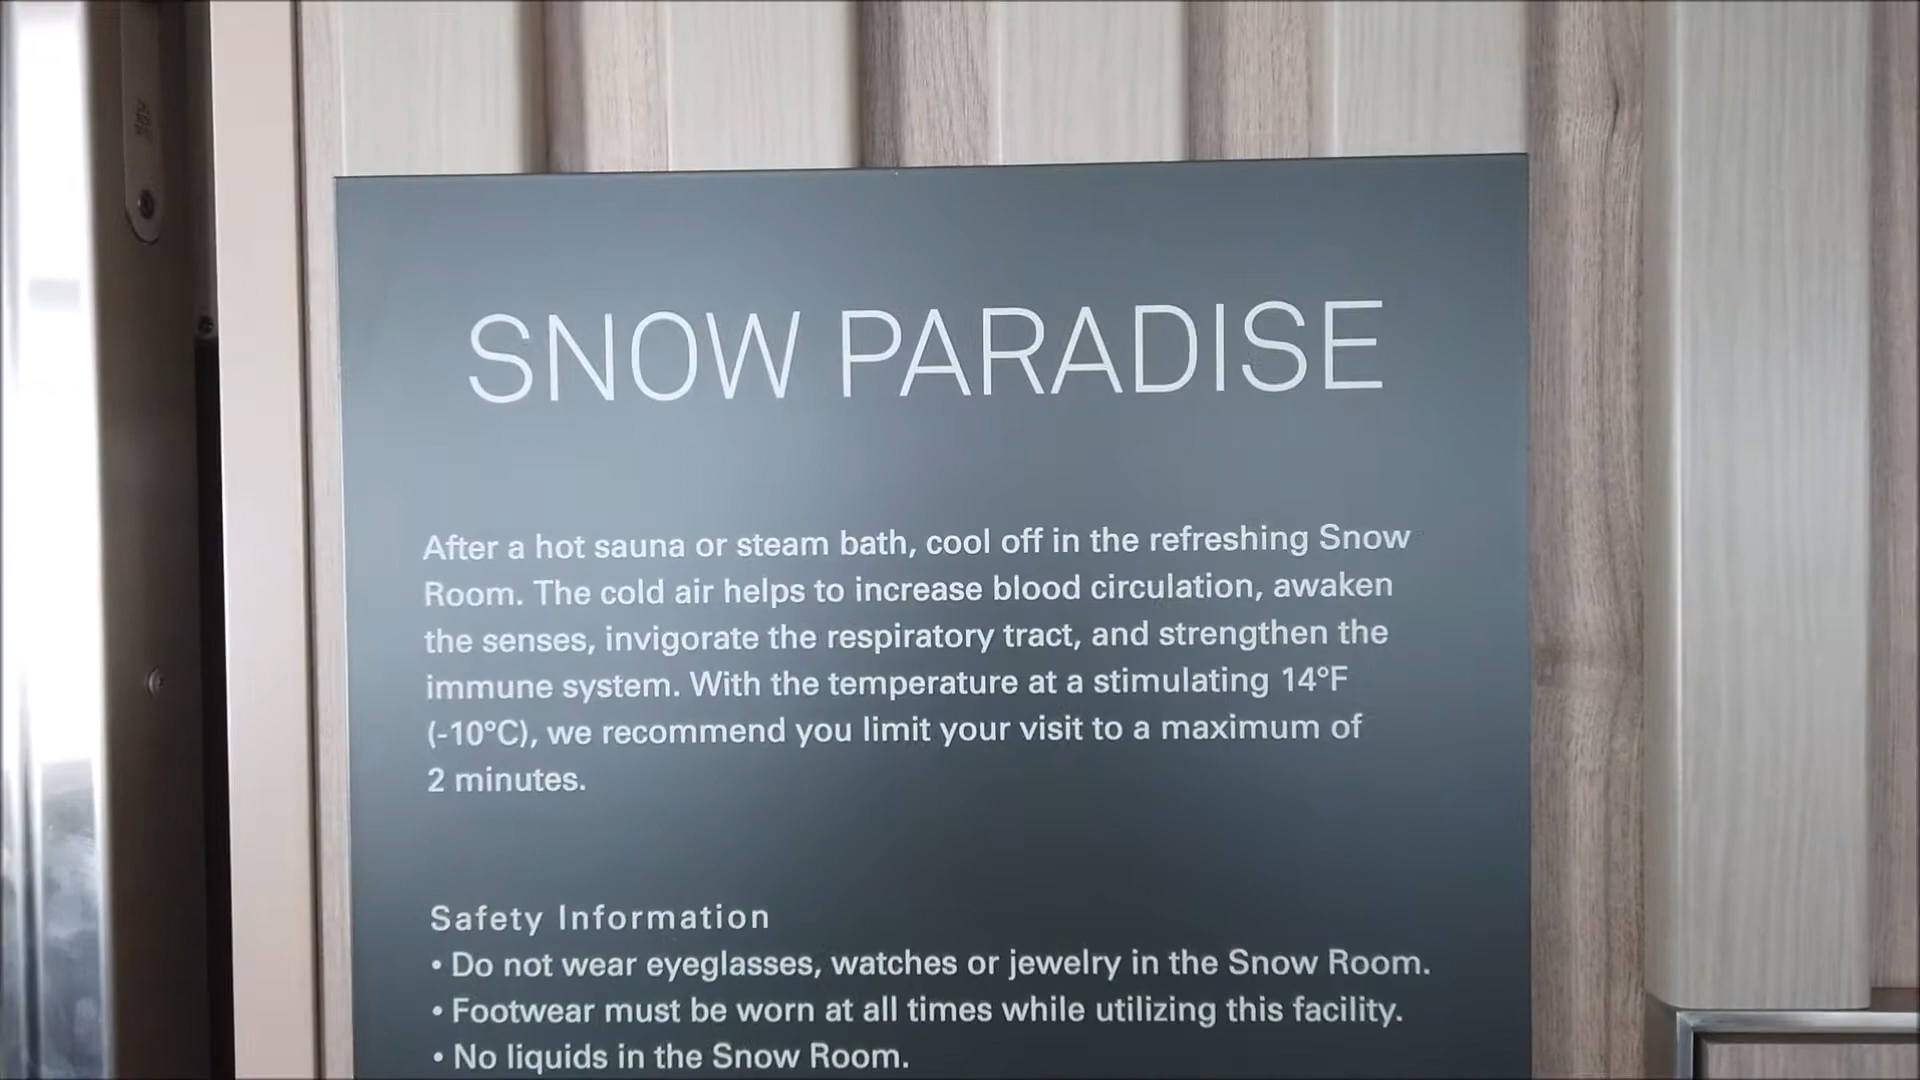 SNOW PARADISE
After a hot sauna or steam bath, cool off in the refreshing Snow
Room. The cold air helps to increase blood circulation, awaken
the senses, invigorate the respiratory tract, and strengthen the
immune system. With the temperature at a stimulating 14°F
(-10°C), we recommend you limit your visit to a maximum of
2 minutes.
Safety Information
• Do not wear eyeglasses, watches or jewelry in the Snow Room.
• Footwear must be worn at all times while utilizing this facility.
• No liquids in the Snow Room.